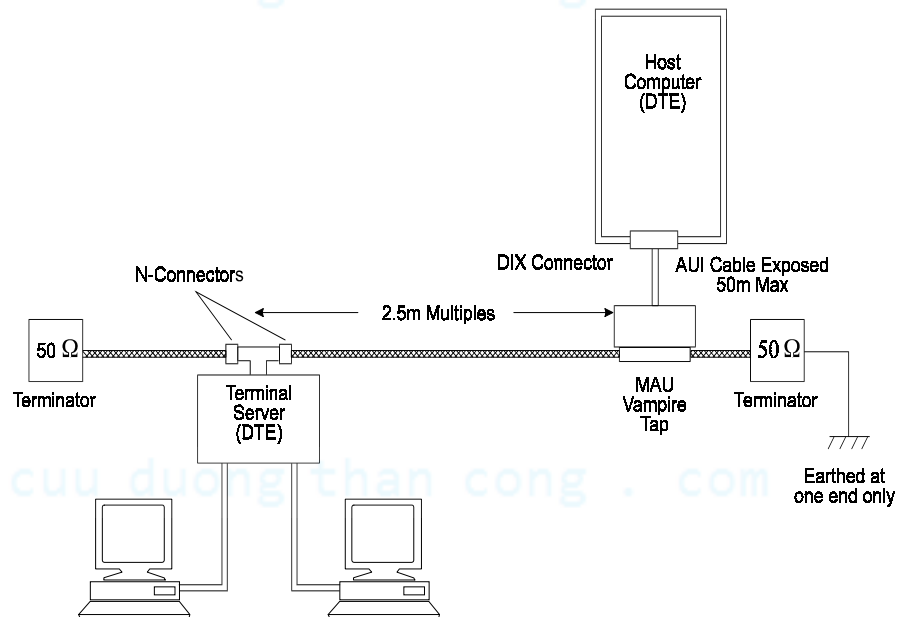 Host
Computer
(DTE)
DIX Connector
AUI Cable Exposed
50m Max
N-Connectors
2.5m Multiples
50 Ω
50 Ω
Terminator
Terminal
Server
(DTE)
MAU
Vampire
Tap
Terminator
Earthed at
one end only
cuu duong than cong . com